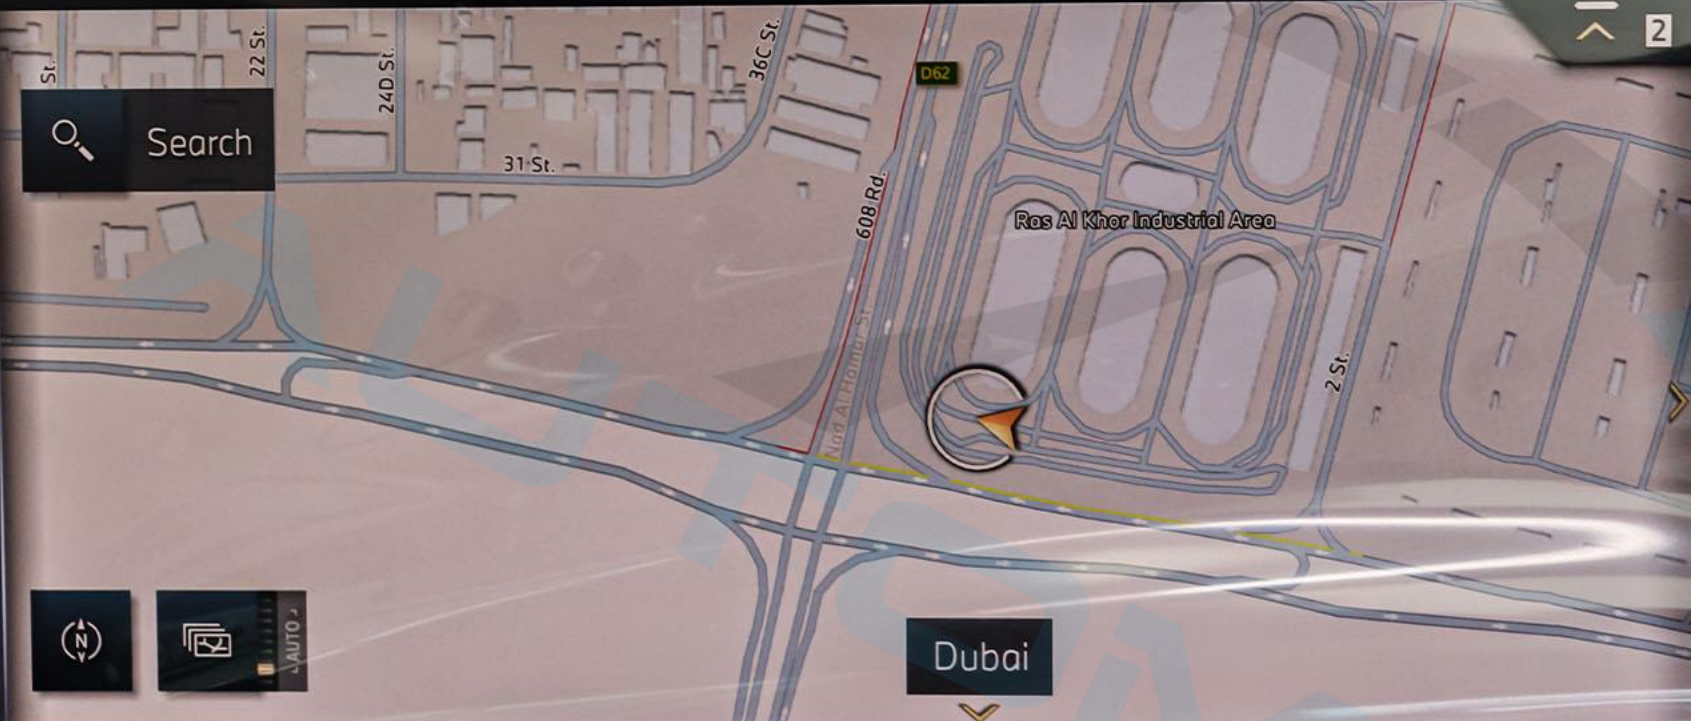 22 St.
St.
24D St.
36C St.
D62
2
Search
31 St.
608 Rd.
Ras Al Khor Industrial Area
Nad Al Hamar St.
2 St.
N
AUTO
Dubai